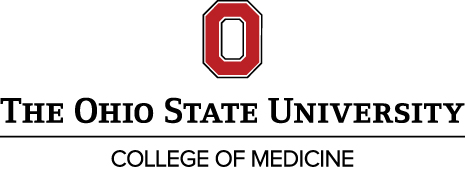 O
THE OHIO STATE UNIVERSITY
COLLEGE OF MEDICINE